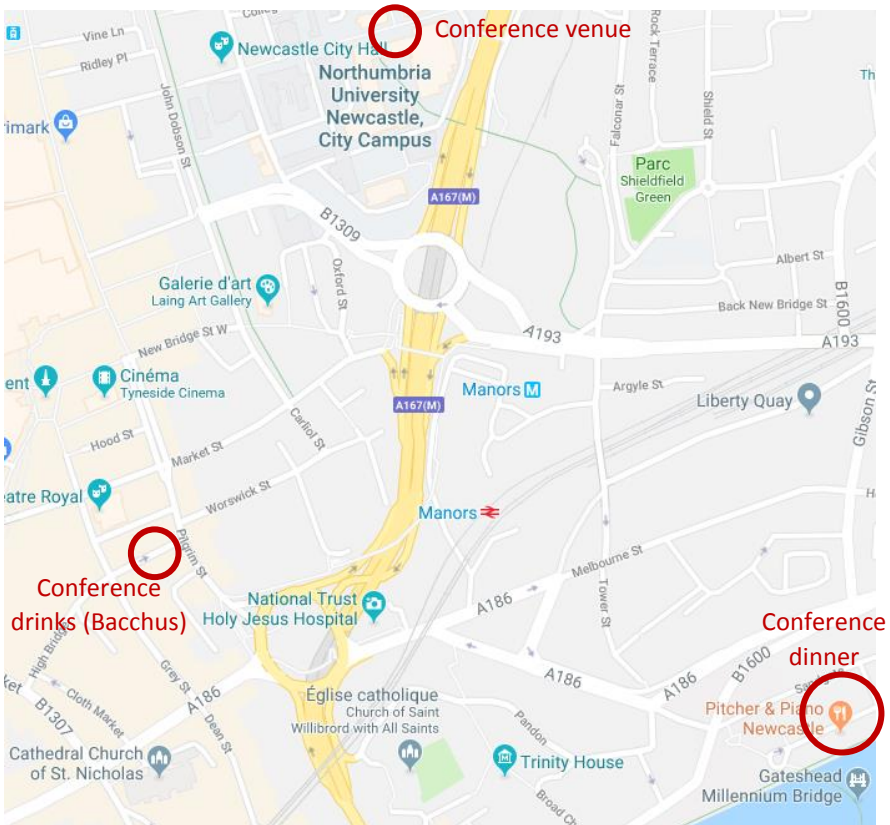 Colleg
Conference venue
Vine Ln
Ridley Pl
Newcastle City Hall
Northumbria
University
Newcastle,
City Campus
John Dobson St
rimark
Rock Terrace
Falconar St
Shield St
Th
Parc
Shieldfield
Green
A167(M)
B1309
Oxford St
Galerie d'art
Laing Art Gallery
Albert St
B1600
Back New Bridge St
A193
A193
New Bridge St W
ent
Cinéma
Tyneside Cinema
A167(M)
Manors
M
Argyle St
Liberty Quay
Gibson St
Carliol St
Hood St
Market St
eatre Royal
Worswick St
H
Manors
Pilgrim St
Conference
drinks (Bacchus)
Melbourne St
National Trust
Holy Jesus Hospital
A186
Tower St
Conference
dinner
High Bridge
Grey St
A186
ket
Cloth Market
B1307
Dean St
A186
A186
B1600
Pitcher & Piano
Newcastle
Église catholique
Church of Saint
Willibrord with All Saints
Pandon
Cathedral Church
of St. Nicholas
Trinity House
Broad Ch
Gateshead
Millennium Bridge